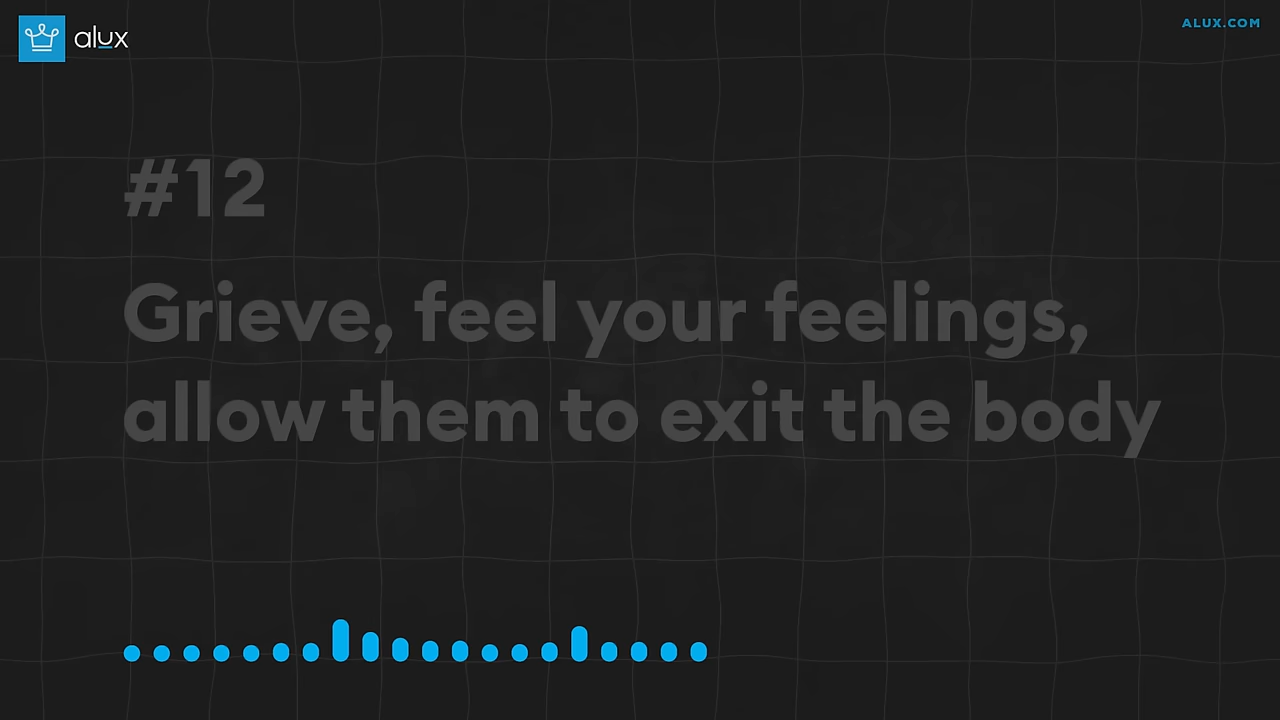 alux
ALUX.COM
#12
Grieve, feel your feelings,
allow them to exit the body